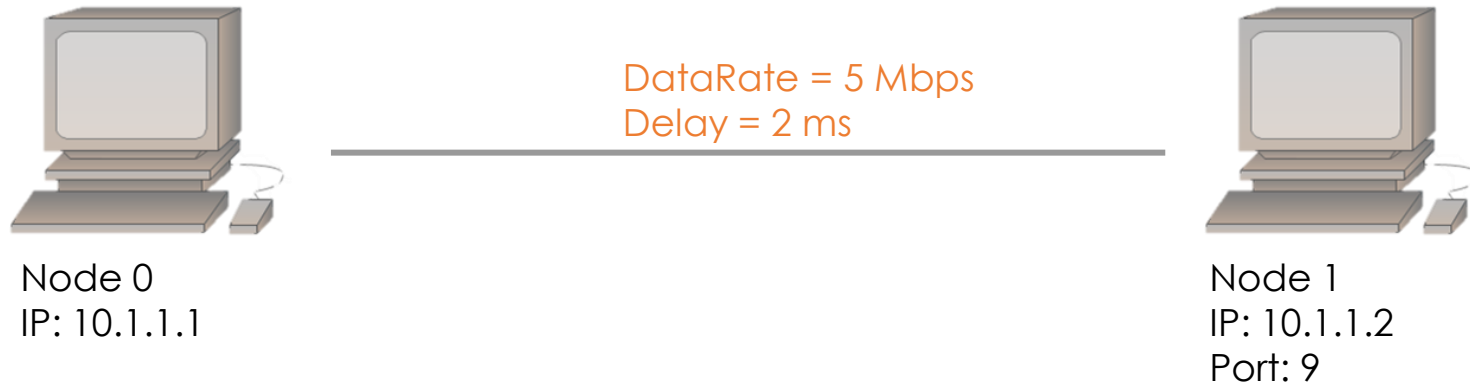 DataRate = 5 Mbps
Delay = 2 ms
Node 0
IP: 10.1.1.1
Node 1
IP: 10.1.1.2
Port: 9